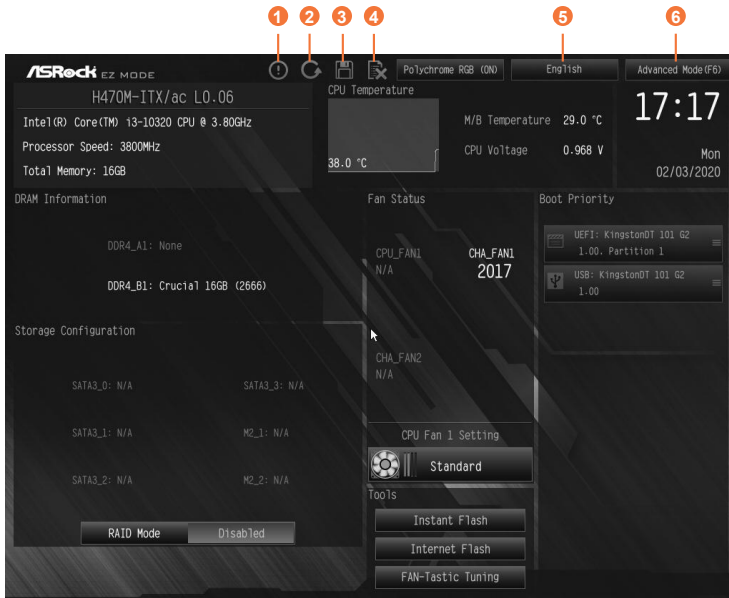 1 2 3 4 5 6
ASRock EZ MODE
Polychrome RGB (ON)
English
Advanced Mode(F6)
H470M-ITX/ac L0.06
Intel(R) Core(TM) i3-10320 CPU @ 3.80GHz
Processor Speed: 3800MHz
Total Memory: 16GB
CPU Temperature
38.0 °C
M/B Temperature 29.0 °C
CPU Voltage 0.968 V
17:17
Mon
02/03/2020
DRAM Information
DDR4_A1: None
DDR4_B1: Crucial 16GB (2666)
Storage Configuration
SATA3_0: N/A SATA3_3: N/A
SATA3_1: N/A M2_1: N/A
SATA3_2: N/A M2_2: N/A
RAID Mode Disabled
Fan Status
CPU_FAN1 CHA_FAN1
N/A 2017
CHA_FAN2
N/A
CPU Fan 1 Setting
Standard
Tools
Instant Flash
Internet Flash
FAN-Tastic Tuning
Boot Priority
UEFI: KingstonDT 101 G2
1.00. Partition 1
USB: KingstonDT 101 G2
1.00